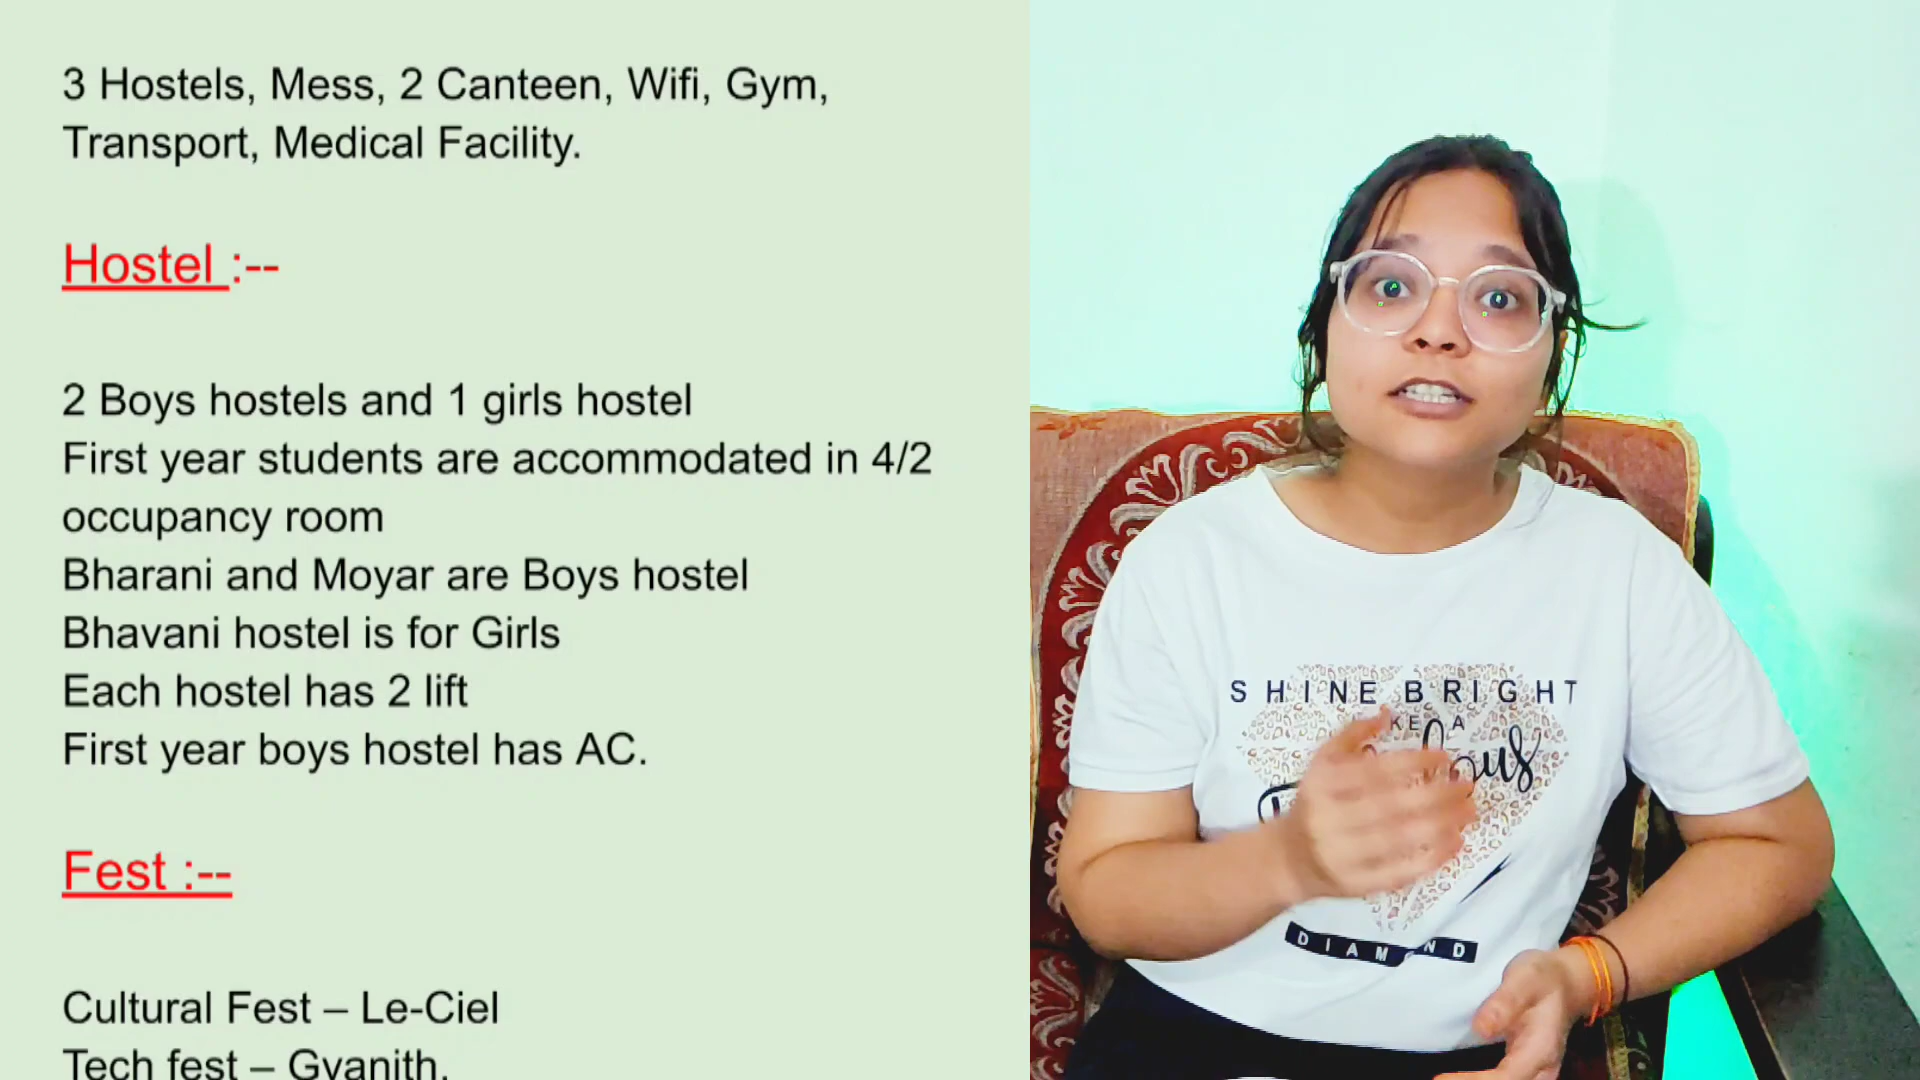 3 Hostels, Mess, 2 Canteen, Wifi, Gym,
Transport, Medical Facility.
Hostel :--
2 Boys hostels and 1 girls hostel
First year students are accommodated in 4/2
occupancy room
Bharani and Moyar are Boys hostel
Bhavani hostel is for Girls
Each hostel has 2 lift
First year boys hostel has AC.
Fest :--
Cultural Fest – Le-Ciel
Tech fest – Gyanith.
SHINE BRIGHT
A